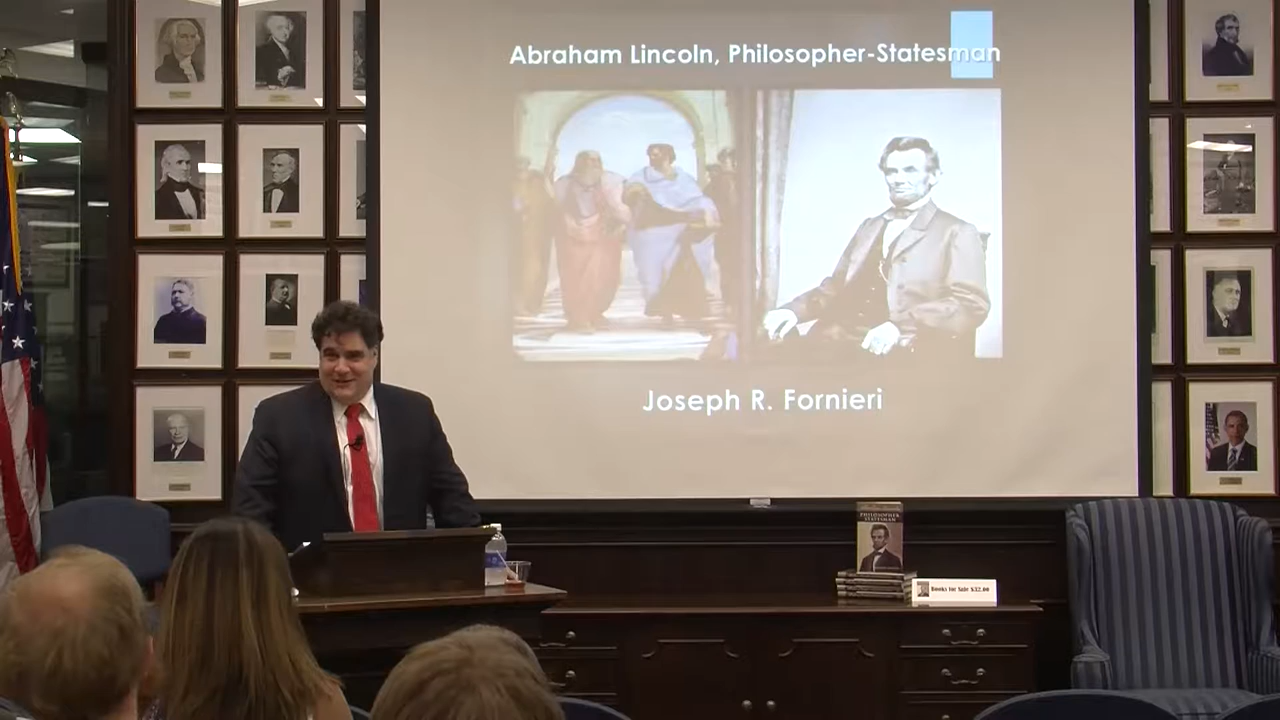 Abraham Lincoln, Philosopher-Statesman
Joseph R. Fornieri
PHILOSOPHER
STATESMAN
Books for Sale $32.00